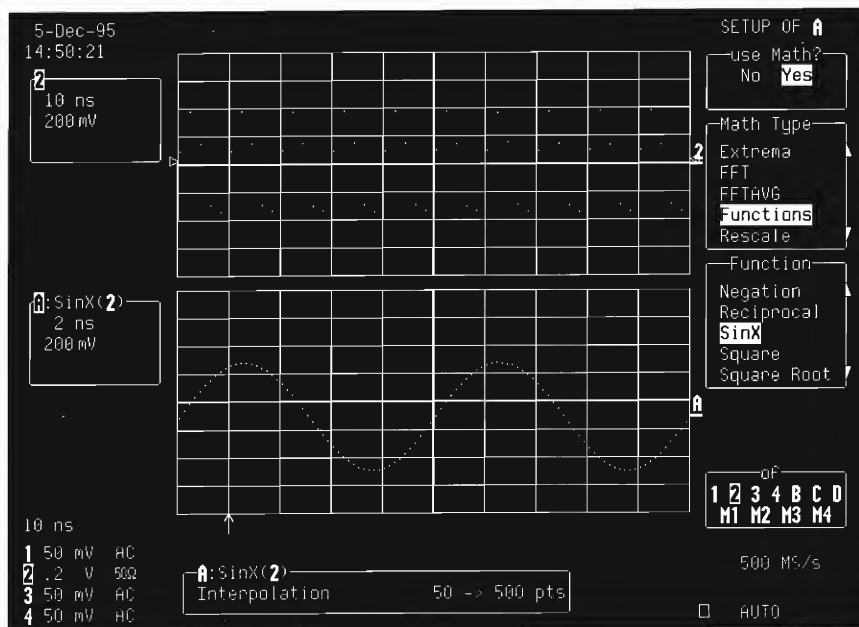 5-Dec-95
14:50:21
2
10 ns
200 mV
A:SinX(2)
2 ns
200 mV
10 ns
1 50 mV AC
2 .2 V 50Ω
3 50 mV AC
4 50 mV AC
2
A
A:SinX(2)
Interpolation 50 -> 500 pts
SETUP OF A
use Math?
No Yes
Math Type
Extrema
FFT
FFTAVG
Functions
Rescale
Function
Negation
Reciprocal
SinX
Square
Square Root
of
1 2 3 4 B C D
M1 M2 M3 M4
500 MS/s
AUTO